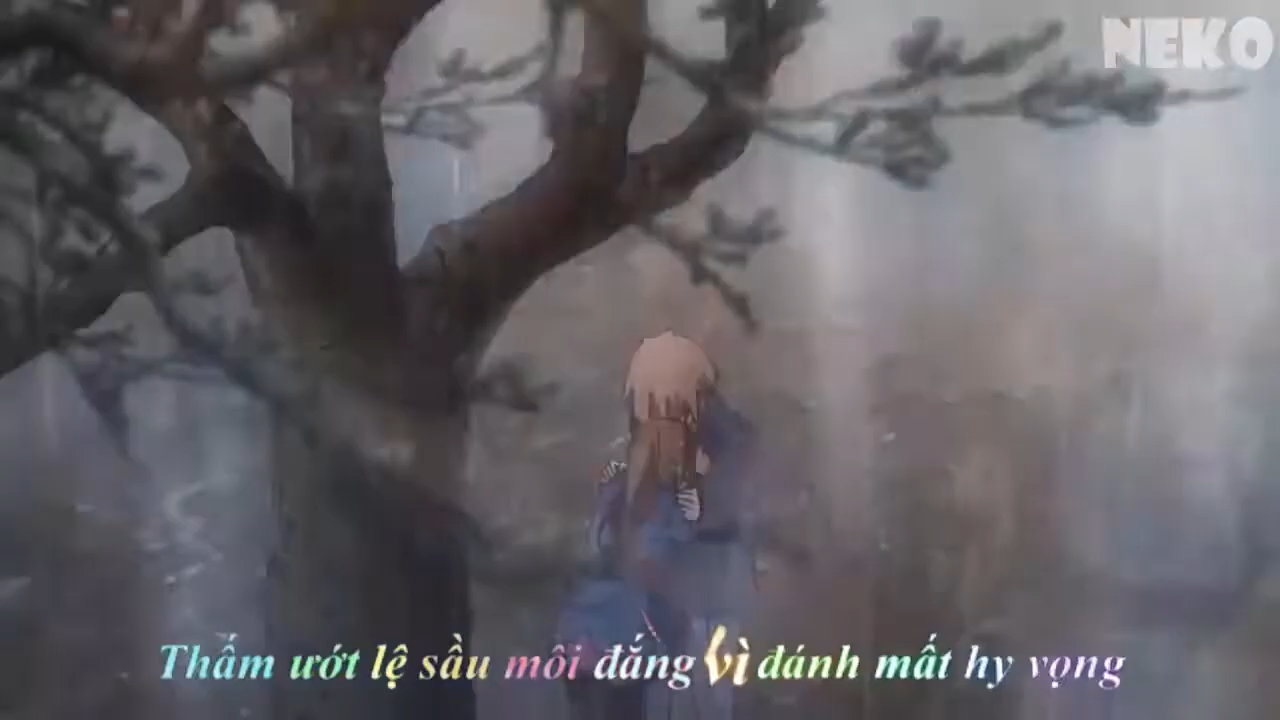 NEKO
Thấm ướt lệ sầu môi đắng vì đánh mất hy vọng